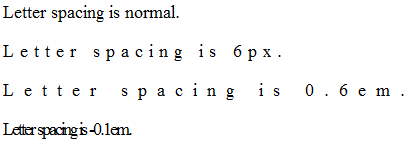 Letter spacing is normal.
Letter spacing is 6px.
Letter spacing is 0.6em.
Letter spacing is -0.1em.